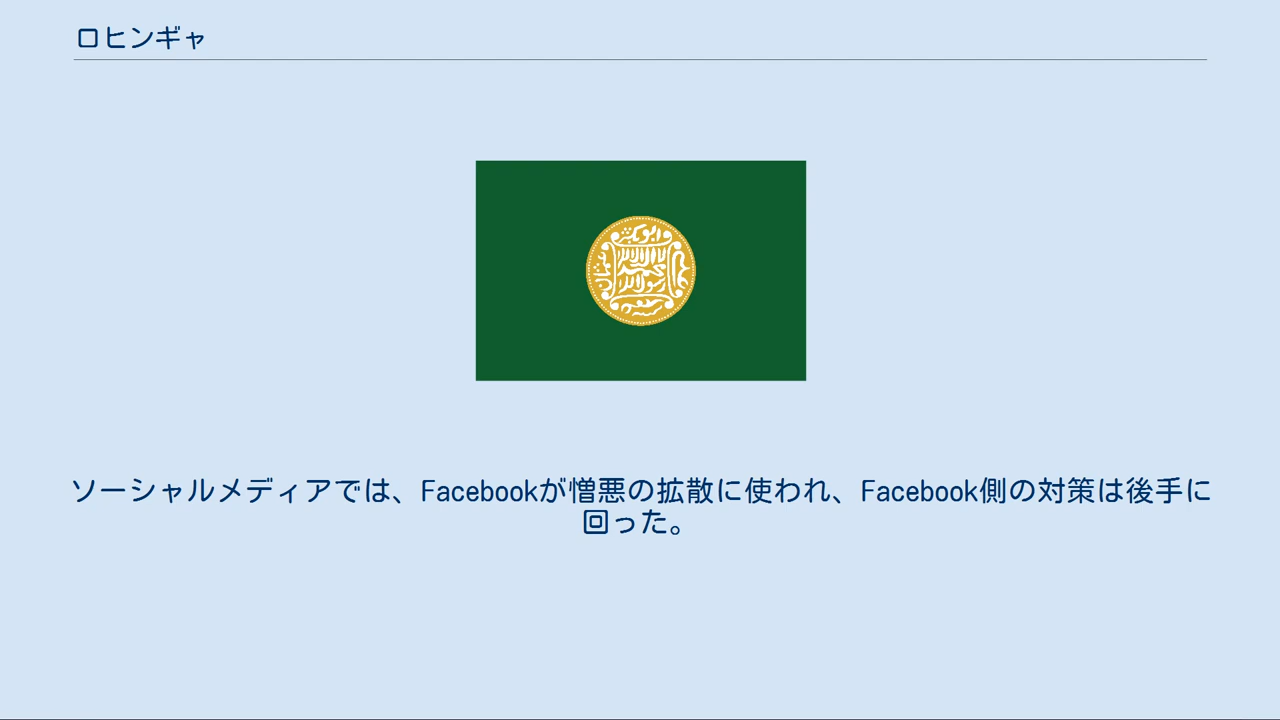 ロヒンギャ
ソーシャルメディアでは、Facebookが憎悪の拡散に使われ、Facebook側の対策は後手に
回った。